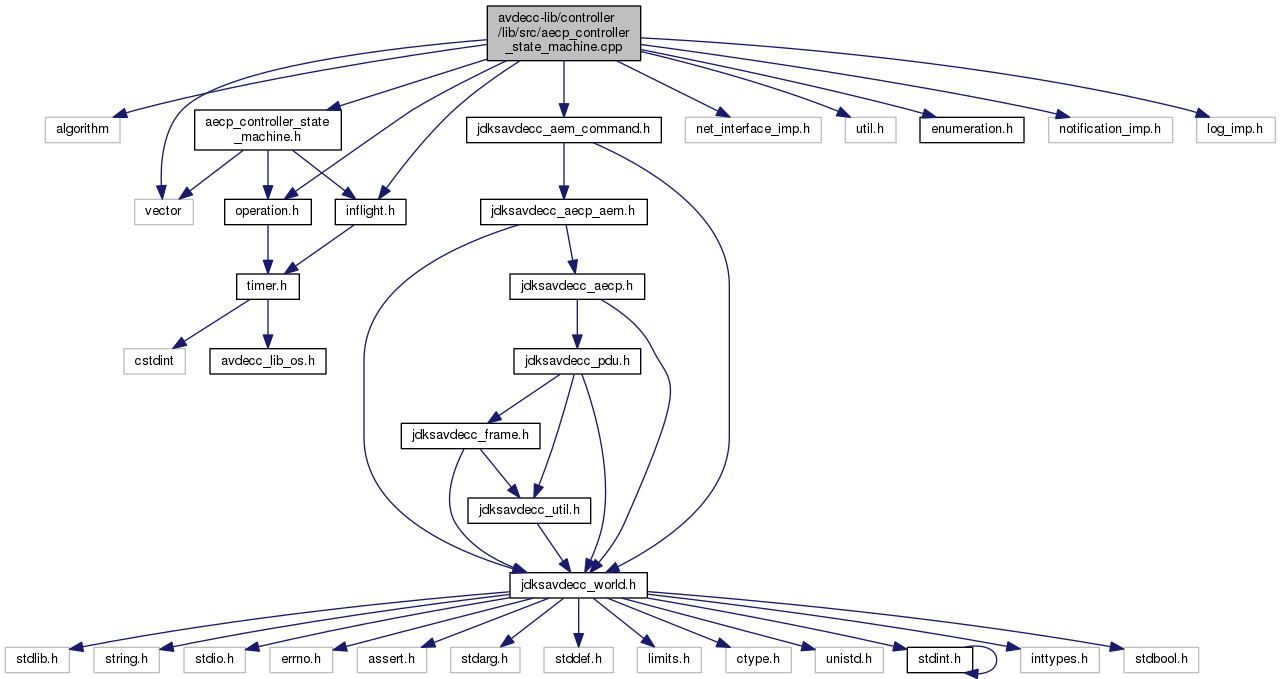 avdecc-lib/controller
/lib/src/aecp_controller
_state_machine.cpp
algorithm
aecp_controller_state
_machine.h
jdksavdecc_aem_command.h
net_interface_imp.h
util.h
enumeration.h
notification_imp.h
log_imp.h
vector
operation.h
inflight.h
jdksavdecc_aecp_aem.h
timer.h
jdksavdecc_aecp.h
cstdint
avdecc_lib_os.h
jdksavdecc_pdu.h
jdksavdecc_frame.h
jdksavdecc_util.h
jdksavdecc_world.h
stdlib.h
string.h
stdio.h
errno.h
assert.h
stdarg.h
stddef.h
limits.h
ctype.h
unistd.h
stdint.h
inttypes.h
stdbool.h